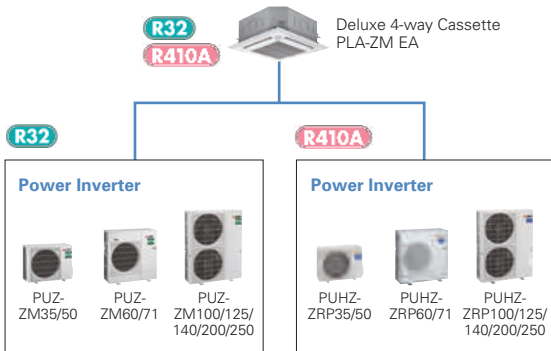 R32
R410A
Deluxe 4-way Cassette
PLA-ZM EA
R32
Power Inverter
PUZ-
ZM35/50
PUZ-
ZM60/71
PUZ-
ZM100/125/
140/200/250
R410A
Power Inverter
PUHZ-
ZRP35/50
PUHZ-
ZRP60/71
PUHZ-
ZRP100/125/
140/200/250